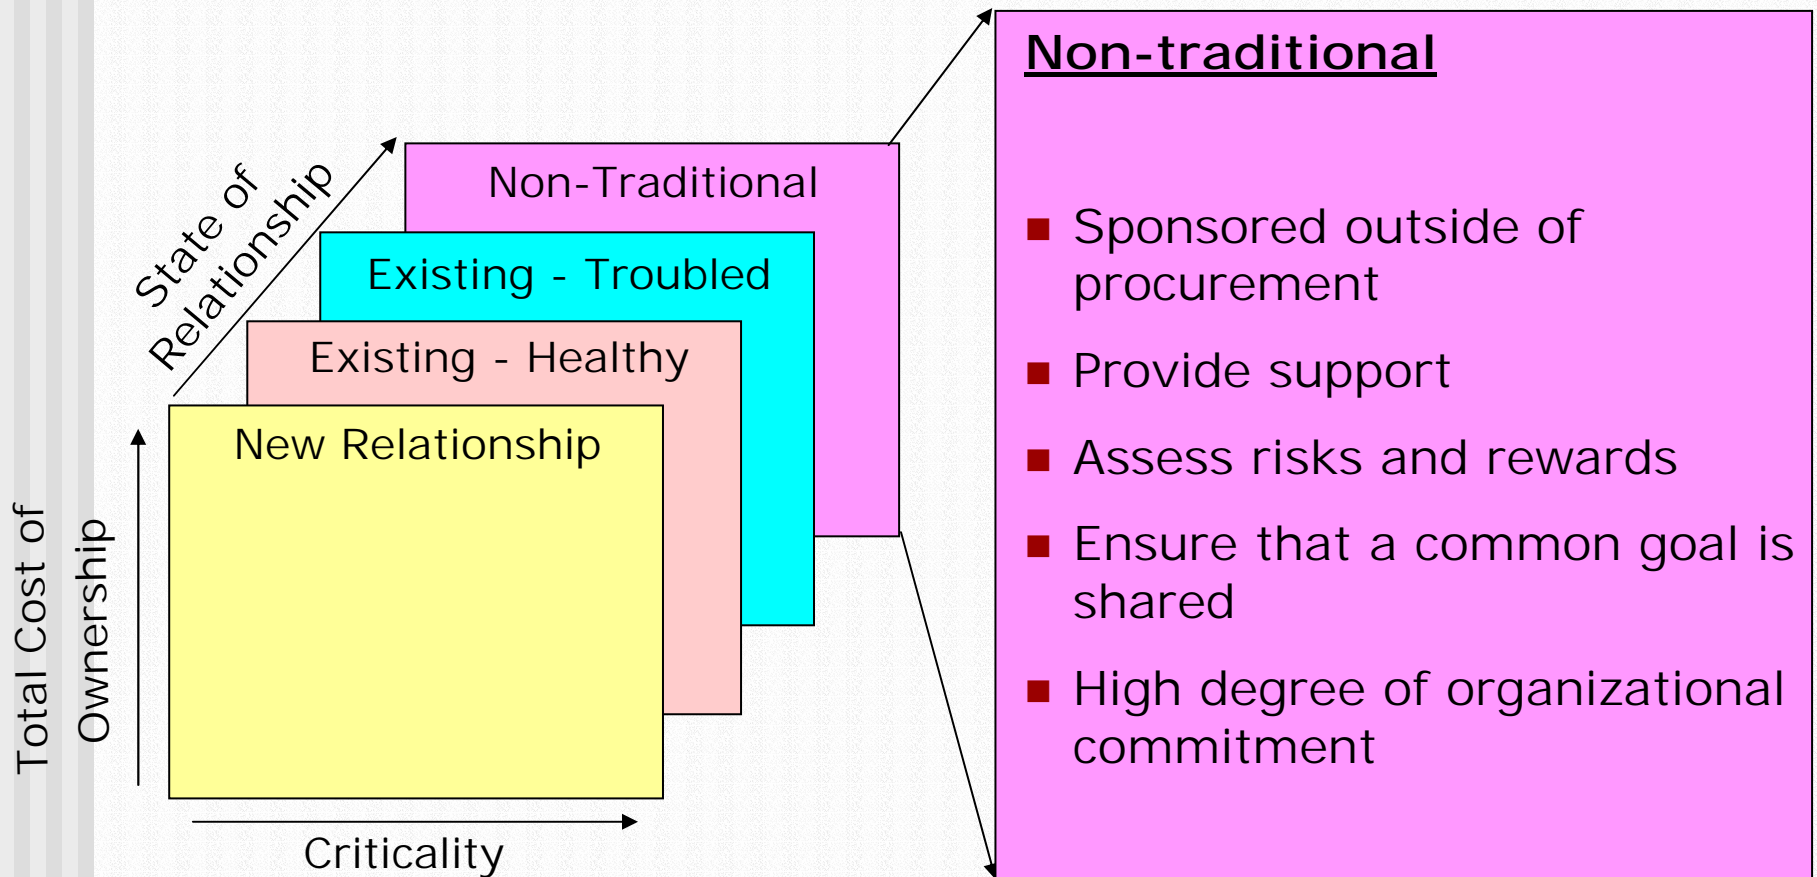 Total Cost of
Ownership
State of
Relationship
Non-Traditional
Existing - Troubled
Existing - Healthy
New Relationship
Criticality
Non-traditional
Sponsored outside of
procurement
Provide support
Assess risks and rewards
Ensure that a common goal is
shared
High degree of organizational
commitment